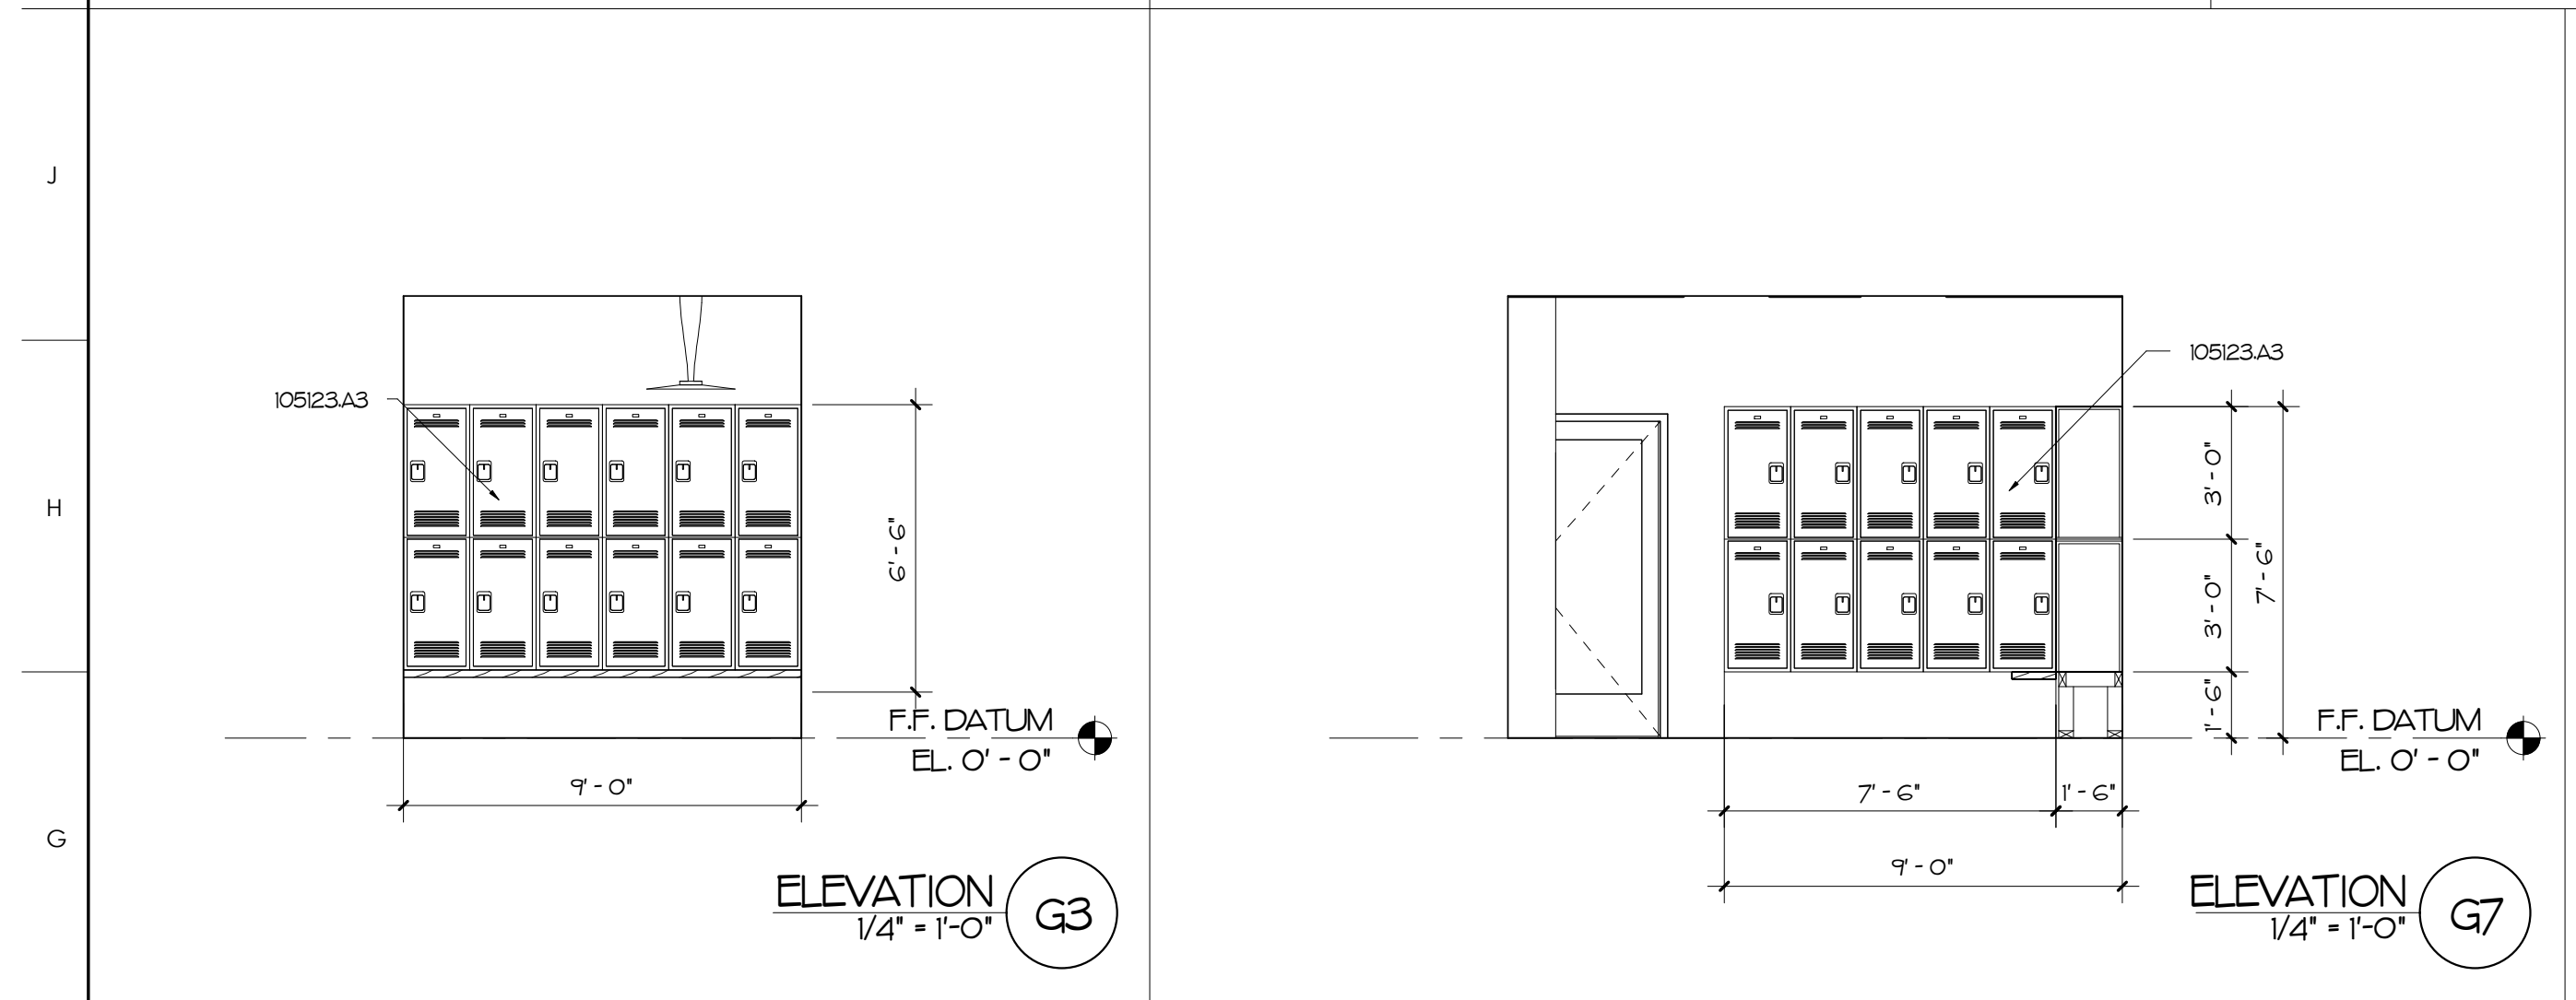 J
H
G
105123.A3
6' - 6"
F.F. DATUM
EL. 0' - 0"
9' - 0"
ELEVATION
1/4" = 1'-0"
G3
105123.A3
3' - 0"
3' - 0"
1' - 6"
7' - 6"
F.F. DATUM
EL. 0' - 0"
7' - 6"
1' - 6"
9' - 0"
ELEVATION
1/4" = 1'-0"
G7